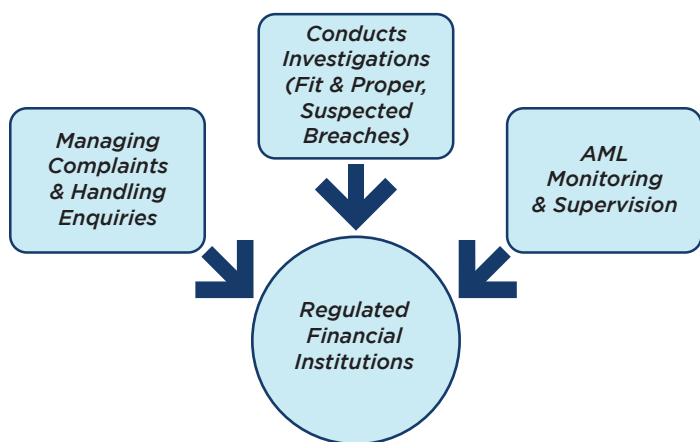 Conducts
Investigations
(Fit & Proper,
Suspected
Breaches)
Managing
Complaints
& Handling
Enquiries
AML
Monitoring
& Supervision
Regulated
Financial
Institutions